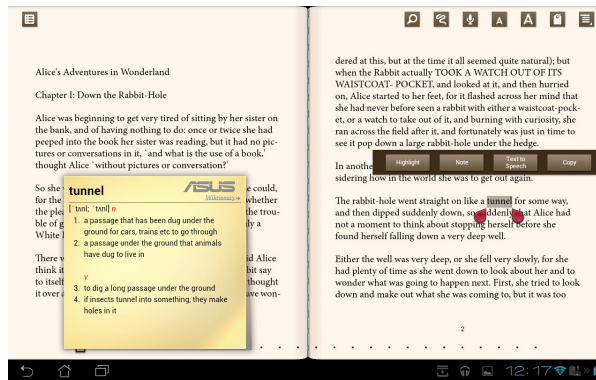 Alice's Adventures in Wonderland
Chapter I: Down the Rabbit-Hole
Alice was beginning to get very tired of sitting by her sister on
the bank, and of having nothing to do: once or twice she had
peeped into the book her sister was reading, but it had no pic-
tures or conversations in it, `and what is the use of a book,'
thought Alice `without pictures or conversation?'
So she
e could,
for the
whether
the plea
the trou-
ble of g
ly a
White
There w
id Alice
think it
bit say
to itself
thought
it over a
ave won-
tunnel
ASUS
Wiktionary
[ˈtʌnl; ˈtʌnl] n
1. a passage that has been dug under the
ground for cars, trains etc to go through
2. a passage under the ground that animals
have dug to live in
v
3. to dig a long passage under the ground
4. if insects tunnel into something, they make
holes in it
A A
dered at this, but at the time it all seemed quite natural); but
when the Rabbit actually TOOK A WATCH OUT OF ITS
WAISTCOAT- POCKET, and looked at it, and then hurried
on, Alice started to her feet, for it flashed across her mind that
she had never before seen a rabbit with either a waistcoat-pock-
et, or a watch to take out of it, and burning with curiosity, she
ran across the field after it, and fortunately was just in time to
see it pop down a large rabbit-hole under the hedge.
Highlight Note Text to Speech Copy
In anothe
sidering how in the world she was to get out again.
The rabbit-hole went straight on like a tunnel for some way,
and then dipped suddenly down, so suddenly that Alice had
not a moment to think about stopping herself before she
found herself falling down a very deep well.
Either the well was very deep, or she fell very slowly, for she
had plenty of time as she went down to look about her and to
wonder what was going to happen next. First, she tried to look
down and make out what she was coming to, but it was too
2
12:17